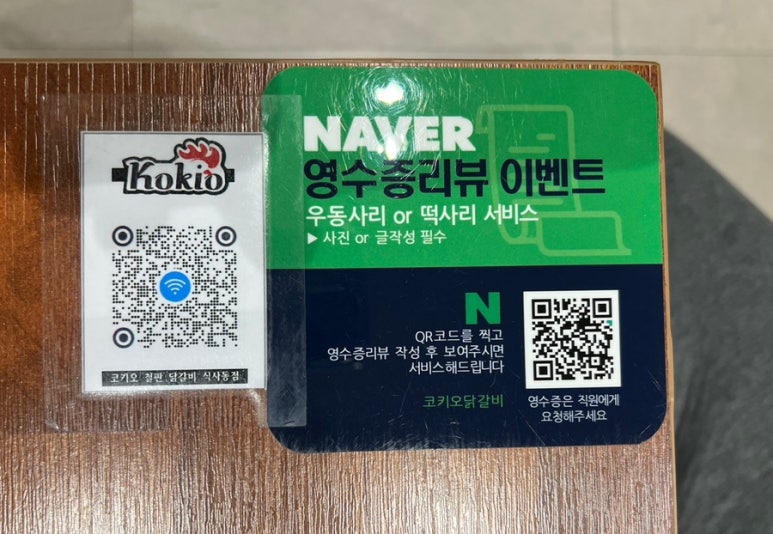 Kokio
코키오 철판 닭갈비 식사동점
NAVER
영수증리뷰 이벤트
우동사리 or 떡사리 서비스
▶ 사진 or 글작성 필수
N
QR코드를 찍고
영수증리뷰 작성 후 보여주시면
서비스해드립니다
코키오닭갈비
영수증은 직원에게
요청해주세요